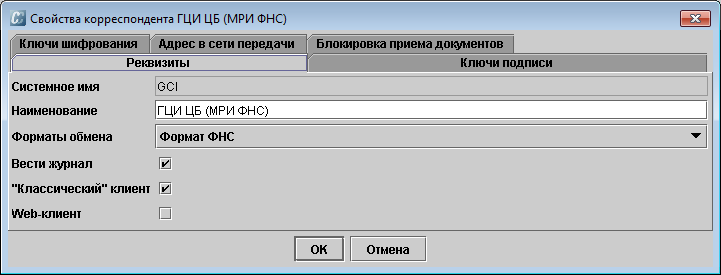 Свойства корреспондента ГЦИ ЦБ (МРИ ФНС)
Ключи шифрования Адрес в сети передачи Блокировка приема документов
Реквизиты Ключи подписи
Системное имя GCI
Наименование ГЦИ ЦБ (МРИ ФНС)
Форматы обмена Формат ФНС
Вести журнал
"Классический" клиент
Web-клиент
ОК Отмена